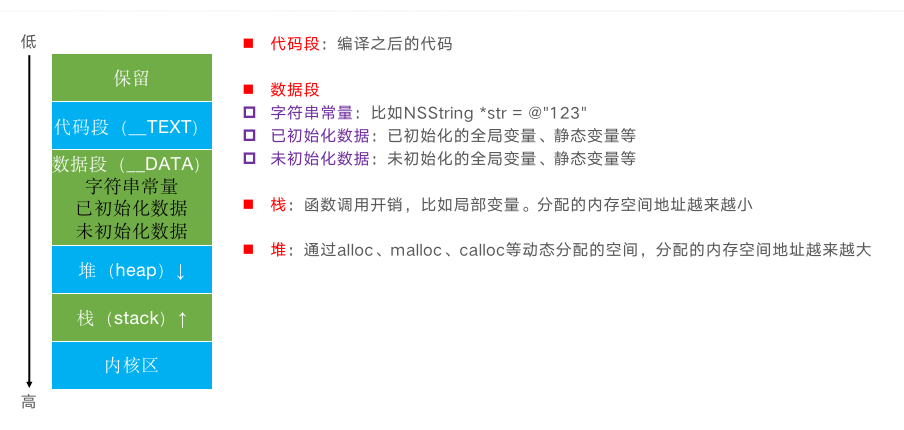 低
保留
代码段（__TEXT）
数据段（__DATA）
字符串常量
已初始化数据
未初始化数据
堆（heap）↓
栈（stack）↑
内核区
高
■ 代码段：编译之后的代码
■ 数据段
字符串常量：比如NSString *str = @"123"
已初始化数据：已初始化的全局变量、静态变量等
未初始化数据：未初始化的全局变量、静态变量等
■ 栈：函数调用开销，比如局部变量。分配的内存空间地址越来越小
■ 堆：通过alloc、malloc、calloc等动态分配的空间，分配的内存空间地址越来越大